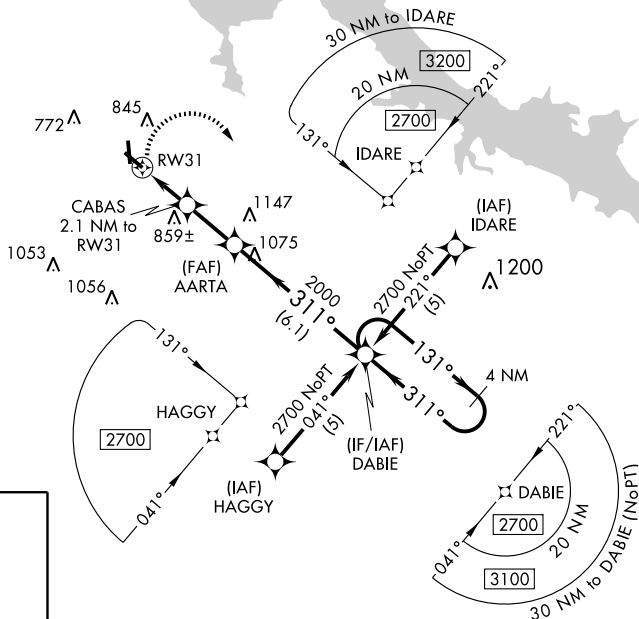 30 NM to IDARE
3200
20 NM
221°
2700
131°
IDARE
845
772
RW31
CABAS
2.1 NM to
RW31
859±
1147
1075
(FAF)
AARTA
1053
1056
(IAF)
IDARE
1200
2700 NoPT
221°
(5)
2000
311°
(6.1)
131°
311°
4 NM
131°
HAGGY
2700
041°
2700 NoPT
041°
(5)
(IAF)
HAGGY
(IF/IAF)
DABIE
221°
DABIE
2700
041°
20 NM
3100
30 NM to DABIE (NoPT)